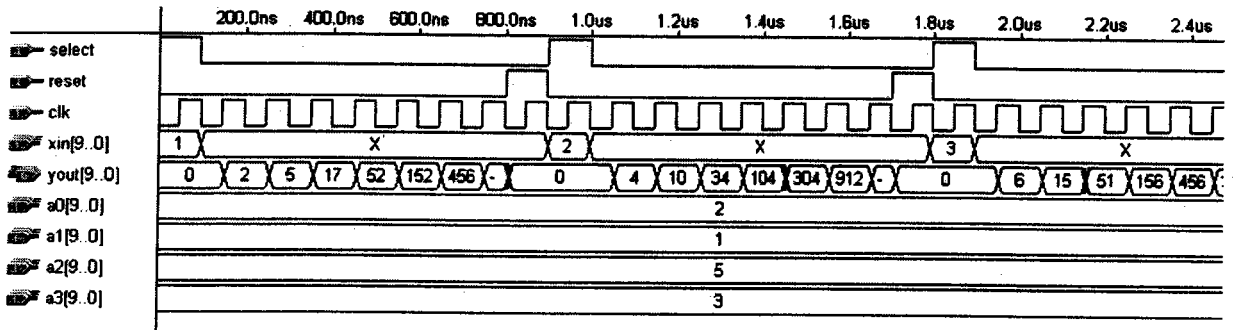 200.0ns 400.0ns 600.0ns 800.0ns 1.0us 1.2us 1.4us 1.6us 1.8us 2.0us 2.2us 2.4us
select
reset
clk
xin[9..0] 1 X 2 X 3 X
yout[9..0] 0 2 5 17 52 152 456 - 0 4 10 34 104 304 912 - 0 6 15 51 156 456
a0[9..0] 2
a1[9..0] 1
a2[9..0] 5
a3[9..0] 3